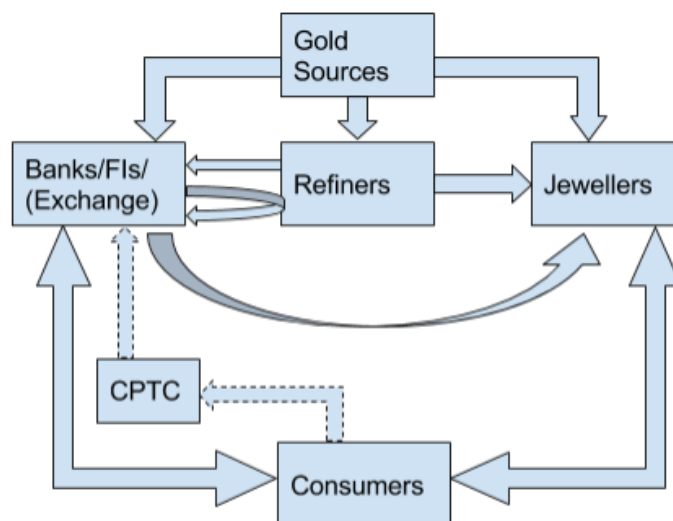 Gold
Sources
Banks/FIs/
(Exchange)
Refiners
Jewellers
CPTC
Consumers